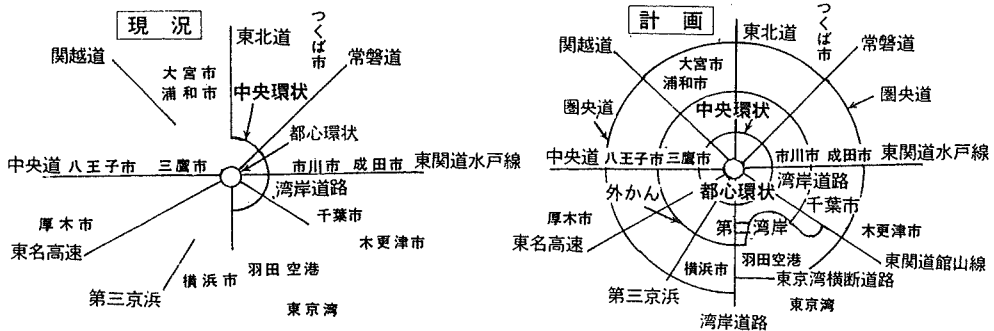 現況
つくば市
東北道
関越道
常磐道
大宮市
浦和市
中央環状
都心環状
中央道
八王子市
三鷹市
市川市
成田市
東関道水戸線
湾岸道路
千葉市
厚木市
木更津市
東名高速
横浜市
羽田空港
第三京浜
東京湾
計画
つくば市
東北道
関越道
常磐道
大宮市
浦和市
圏央道
中央環状
圏央道
中央道
八王子市
三鷹市
市川市
成田市
東関道水戸線
都心環状
湾岸道路
外かん
千葉市
厚木市
第二湾岸
木更津市
東名高速
横浜市
羽田空港
東関道館山線
東京湾横断道路
第三京浜
東京湾
湾岸道路